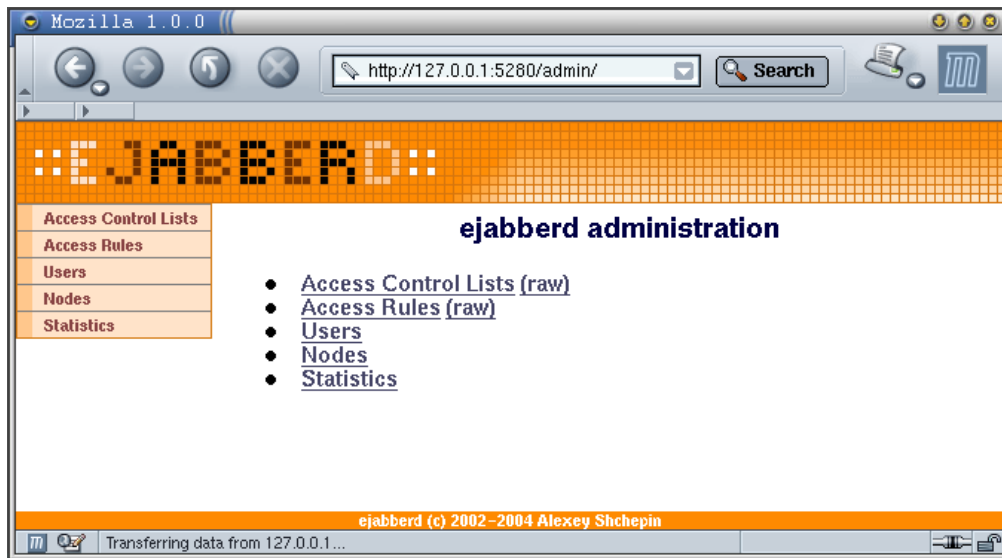 Mozilla 1.0.0
http://127.0.0.1:5280/admin/
Search
::EJABBERD::
Access Control Lists
Access Rules
Users
Nodes
Statistics
ejabberd administration
Access Control Lists (raw)
Access Rules (raw)
Users
Nodes
Statistics
ejabberd (c) 2002-2004 Alexey Shchepin
Transferring data from 127.0.0.1...